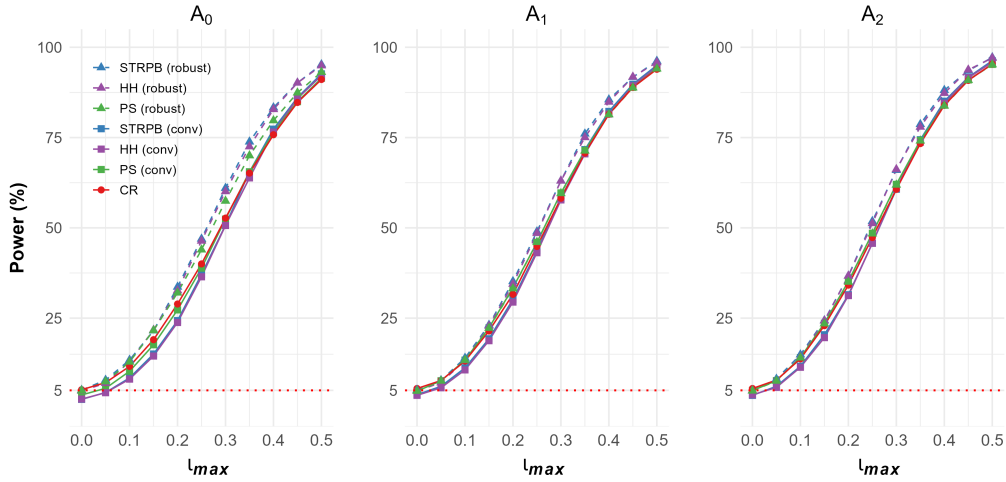 A0
A1
A2
Power (%)
100
75
50
25
5
STRPB (robust)
HH (robust)
PS (robust)
STRPB (conv)
HH (conv)
PS (conv)
CR
0.0 0.1 0.2 0.3 0.4 0.5
ιmax
100
75
50
25
5
0.0 0.1 0.2 0.3 0.4 0.5
ιmax
100
75
50
25
5
0.0 0.1 0.2 0.3 0.4 0.5
ιmax